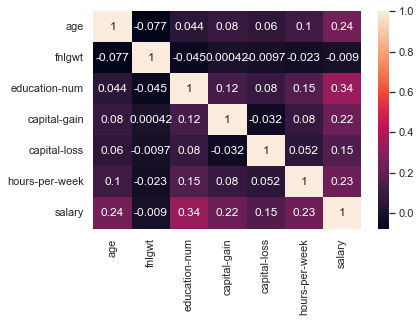 age 1 -0.077 0.044 0.08 0.06 0.1 0.24
fnlgwt -0.077 1 -0.045 0.00042 -0.0097 -0.023 -0.009
education-num 0.044 -0.045 1 0.12 0.08 0.15 0.34
capital-gain 0.08 0.00042 0.12 1 -0.032 0.08 0.22
capital-loss 0.06 -0.0097 0.08 -0.032 1 0.052 0.15
hours-per-week 0.1 -0.023 0.15 0.08 0.052 1 0.23
salary 0.24 -0.009 0.34 0.22 0.15 0.23 1
age fnlgwt education-num capital-gain capital-loss hours-per-week salary
1.0
0.8
0.6
0.4
0.2
0.0